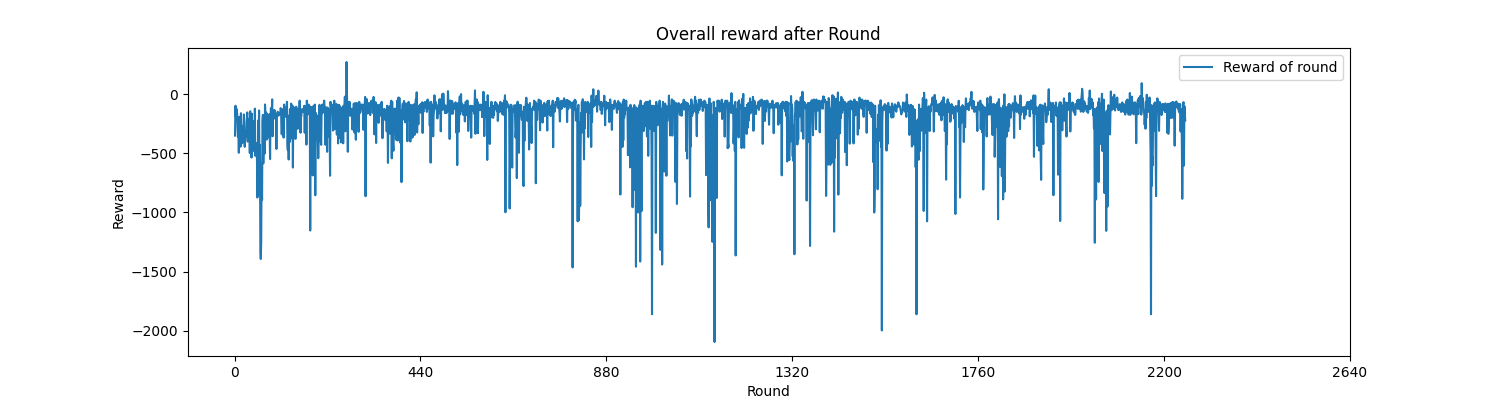 Overall reward after Round
Reward of round
Reward
0
−500
−1000
−1500
−2000
0 440 880 1320 1760 2200 2640
Round